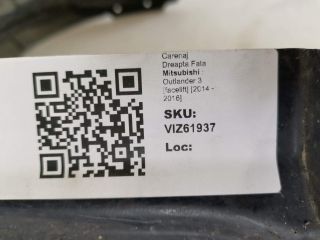 Carenaj
Dreapta Fata
Mitsubishi
Outlander 3
[facelift] [2014 -
2016]
SKU:
VIZ61937
Loc: